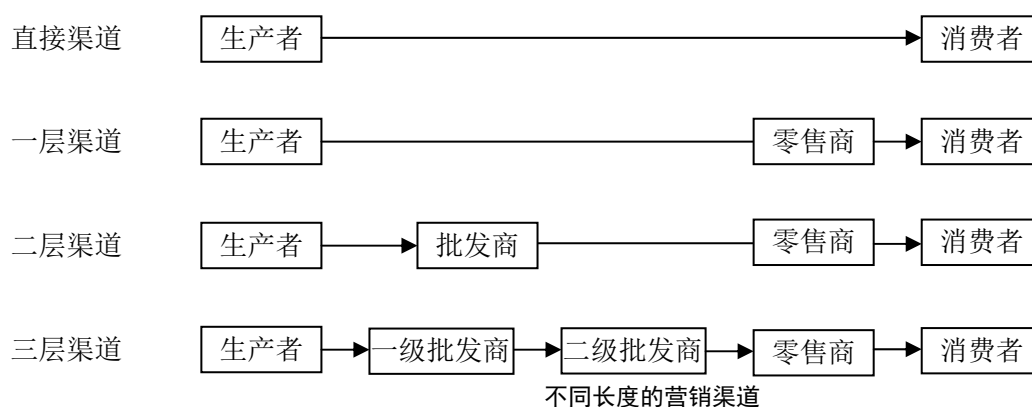 直接渠道 生产者 消费者
一层渠道 生产者 零售商 消费者
二层渠道 生产者 批发商 零售商 消费者
三层渠道 生产者 一级批发商 二级批发商 零售商 消费者
不同长度的营销渠道